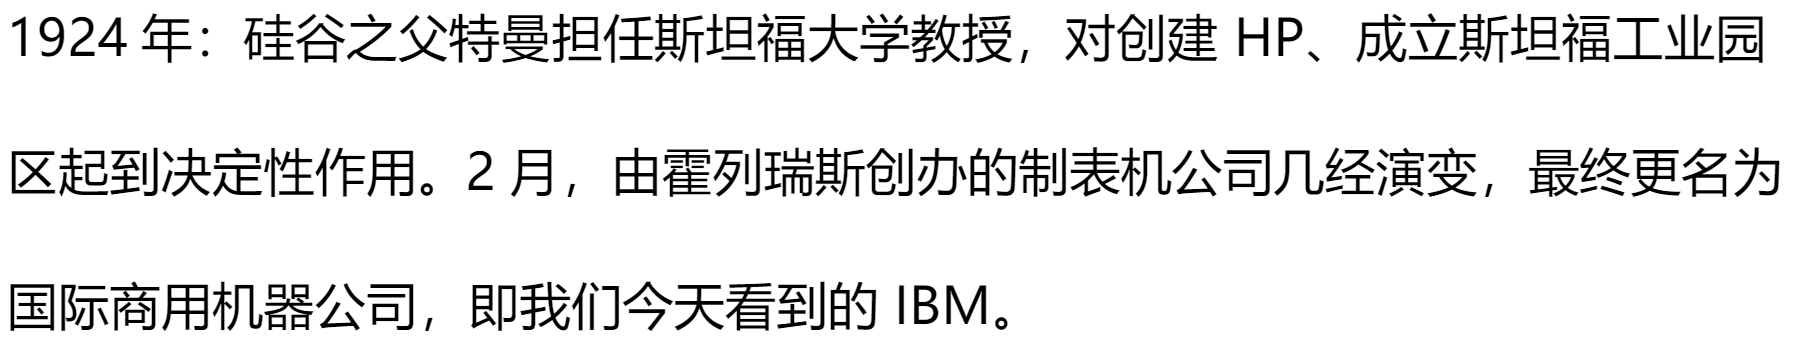 1924 年：硅谷之父特曼担任斯坦福大学教授，对创建 HP、成立斯坦福工业园
区起到决定性作用。2 月，由霍列瑞斯创办的制表机公司几经演变，最终更名为
国际商用机器公司，即我们今天看到的 IBM。